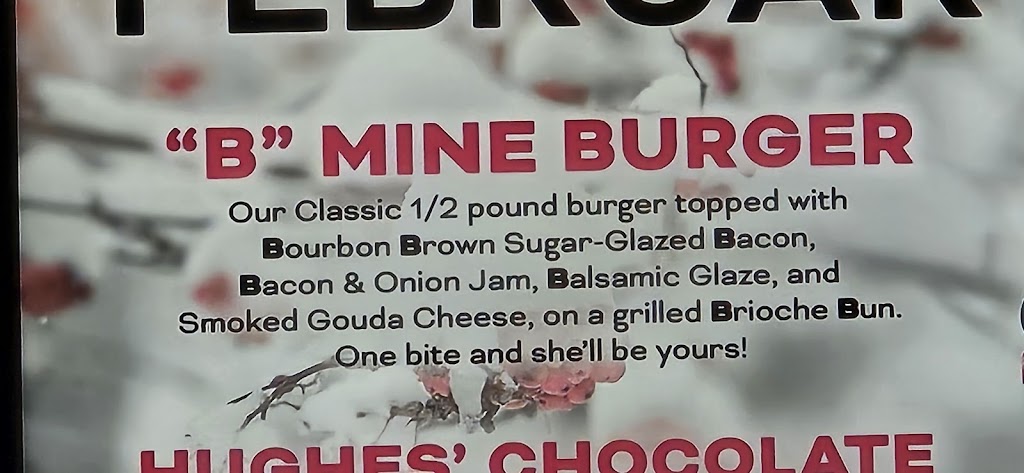 FEBRUAR
“B” MINE BURGER
Our Classic 1/2 pound burger topped with
Bourbon Brown Sugar-Glazed Bacon,
Bacon & Onion Jam, Balsamic Glaze, and
Smoked Gouda Cheese, on a grilled Brioche Bun.
One bite and she’ll be yours!
HUGHES’ CHOCOLATE